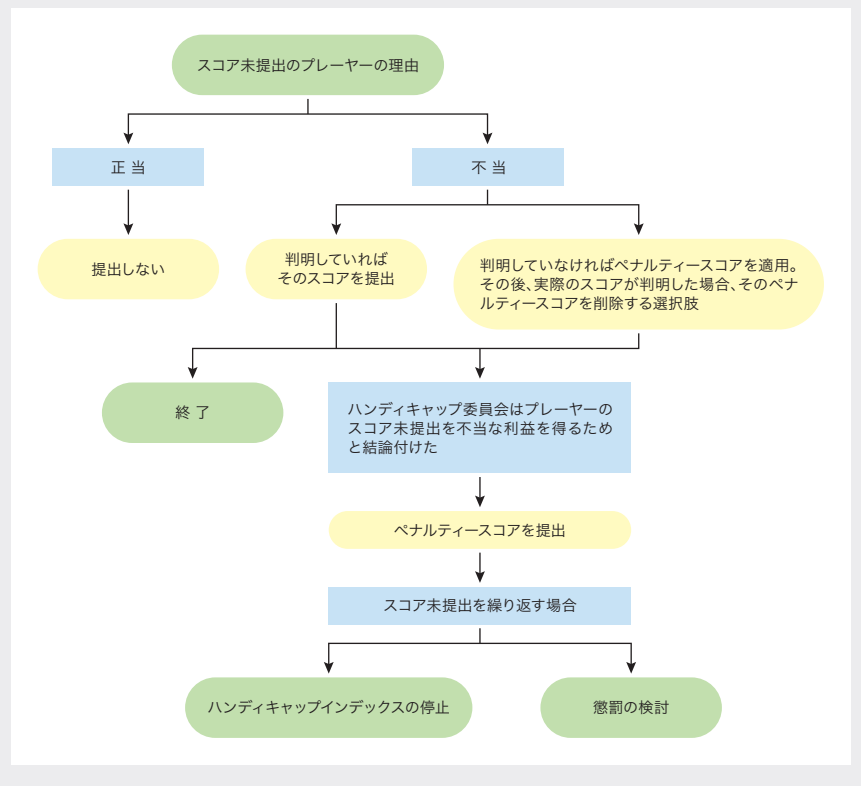 スコア未提出のプレーヤーの理由
正 当
不 当
提出しない
判明していれば
そのスコアを提出
判明していなければペナルティースコアを適用。
その後、実際のスコアが判明した場合、そのペナ
ルティースコアを削除する選択肢
終 了
ハンディキャップ委員会はプレーヤーの
スコア未提出を不当な利益を得るため
と結論付けた
ペナルティースコアを提出
スコア未提出を繰り返す場合
ハンディキャップインデックスの停止
懲罰の検討